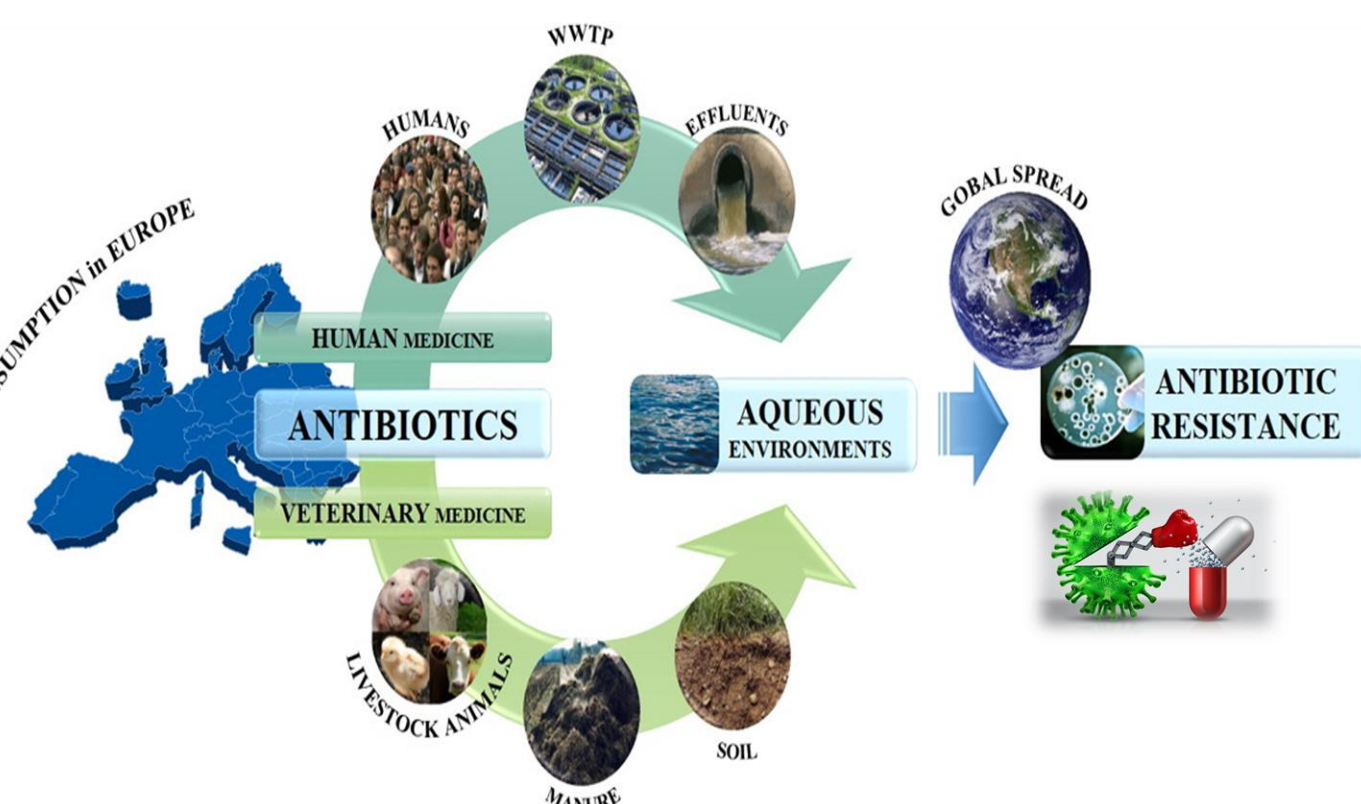 WWTP
HUMANS
EFFLUENTS
GOBAL SPREAD
in EUROPE
HUMAN MEDICINE
ANTIBIOTICS
VETERINARY MEDICINE
AQUEOUS
ENVIRONMENTS
ANTIBIOTIC
RESISTANCE
LIVESTOCK ANIMALS
MANURE
SOIL